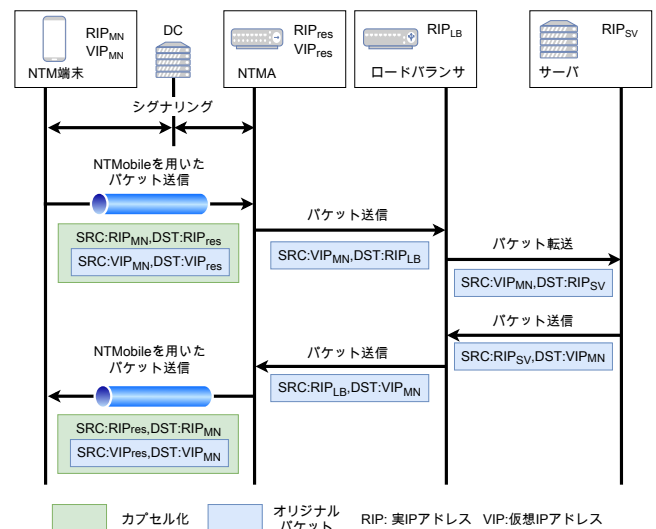 RIPMN
VIPMN
NTM端末
DC
RIPres
VIPres
NTMA
RIPLB
ロードバランサ
RIPSV
サーバ
シグナリング
NTMobileを用いた
パケット送信
SRC:RIPMN,DST:RIPres
SRC:VIPMN,DST:VIPres
パケット送信
SRC:VIPMN,DST:RIPLB
パケット転送
SRC:VIPMN,DST:RIPSV
パケット送信
SRC:RIPSV,DST:VIPMN
パケット送信
SRC:RIPLB,DST:VIPMN
NTMobileを用いた
パケット送信
SRC:RIPres,DST:RIPMN
SRC:VIPres,DST:VIPMN
カプセル化
オリジナル
パケット
RIP: 実IPアドレス VIP:仮想IPアドレス